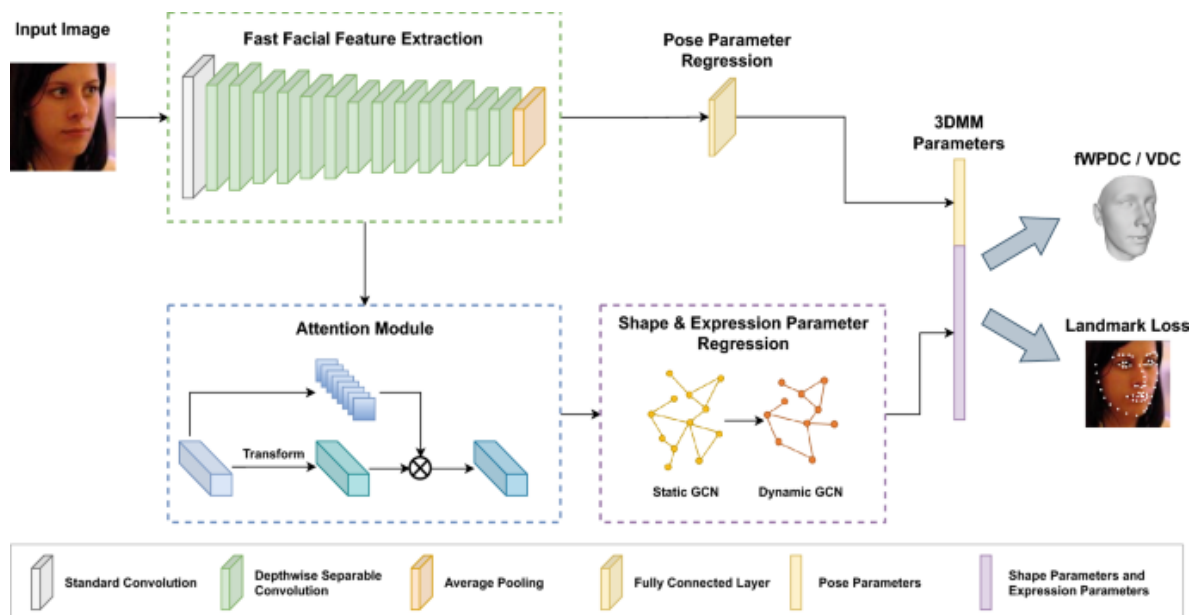 Input Image
Fast Facial Feature Extraction
Pose Parameter
Regression
3DMM
Parameters
fWPDC / VDC
Attention Module
Transform
Shape & Expression Parameter
Regression
Static GCN
Dynamic GCN
Landmark Loss
Standard Convolution
Depthwise Separable
Convolution
Average Pooling
Fully Connected Layer
Pose Parameters
Shape Parameters and
Expression Parameters